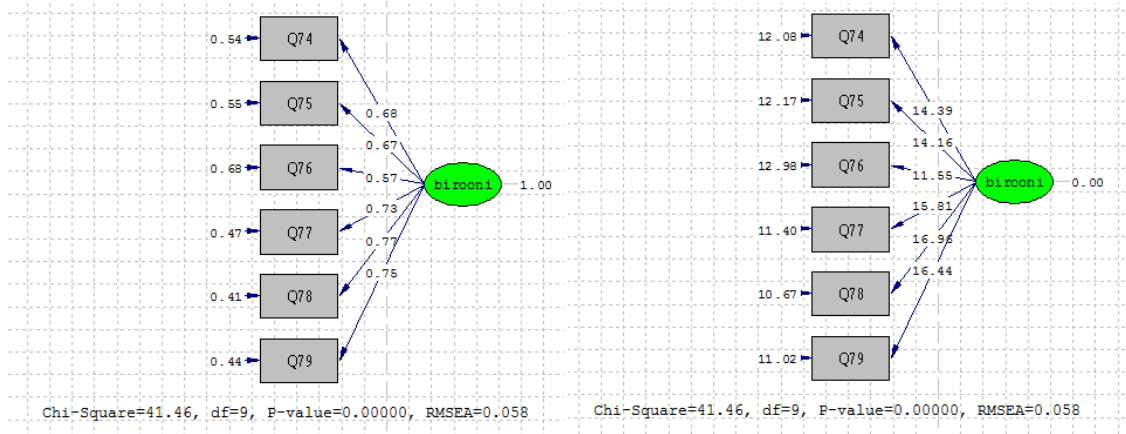 0.54 Q74
0.55 Q75
0.68 Q76
0.47 Q77
0.41 Q78
0.44 Q79
0.68
0.67
0.57
0.73
0.77
0.75
birooni 1.00
Chi-Square=41.46, df=9, P-value=0.00000, RMSEA=0.058
12.08 Q74
12.17 Q75
12.98 Q76
11.40 Q77
10.67 Q78
11.02 Q79
14.39
14.16
11.55
15.81
16.96
16.44
birooni 0.00
Chi-Square=41.46, df=9, P-value=0.00000, RMSEA=0.058